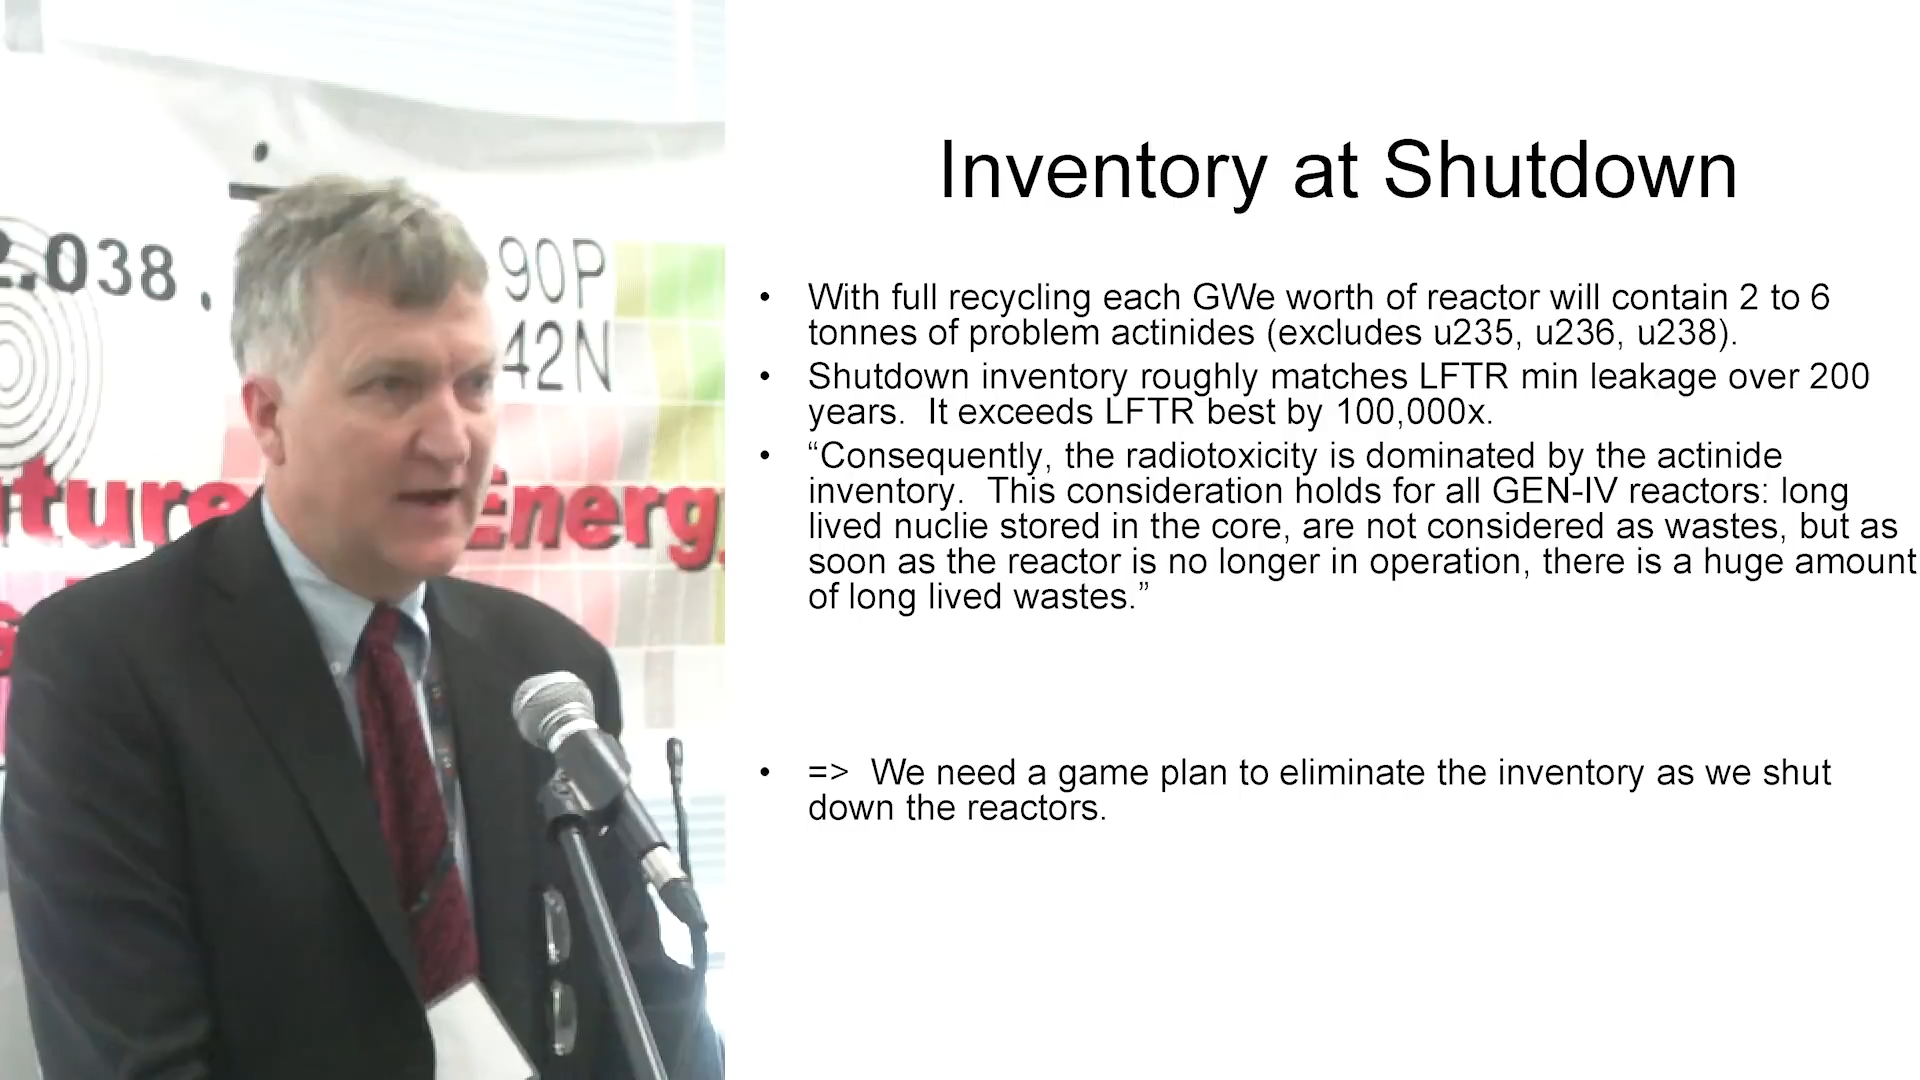 2.038
90P
42N
Energy
Inventory at Shutdown
• With full recycling each GWe worth of reactor will contain 2 to 6
tonnes of problem actinides (excludes u235, u236, u238).
• Shutdown inventory roughly matches LFTR min leakage over 200
years. It exceeds LFTR best by 100,000x.
• “Consequently, the radiotoxicity is dominated by the actinide
inventory. This consideration holds for all GEN-IV reactors: long
lived nuclie stored in the core, are not considered as wastes, but as
soon as the reactor is no longer in operation, there is a huge amount
of long lived wastes.”
• => We need a game plan to eliminate the inventory as we shut
down the reactors.